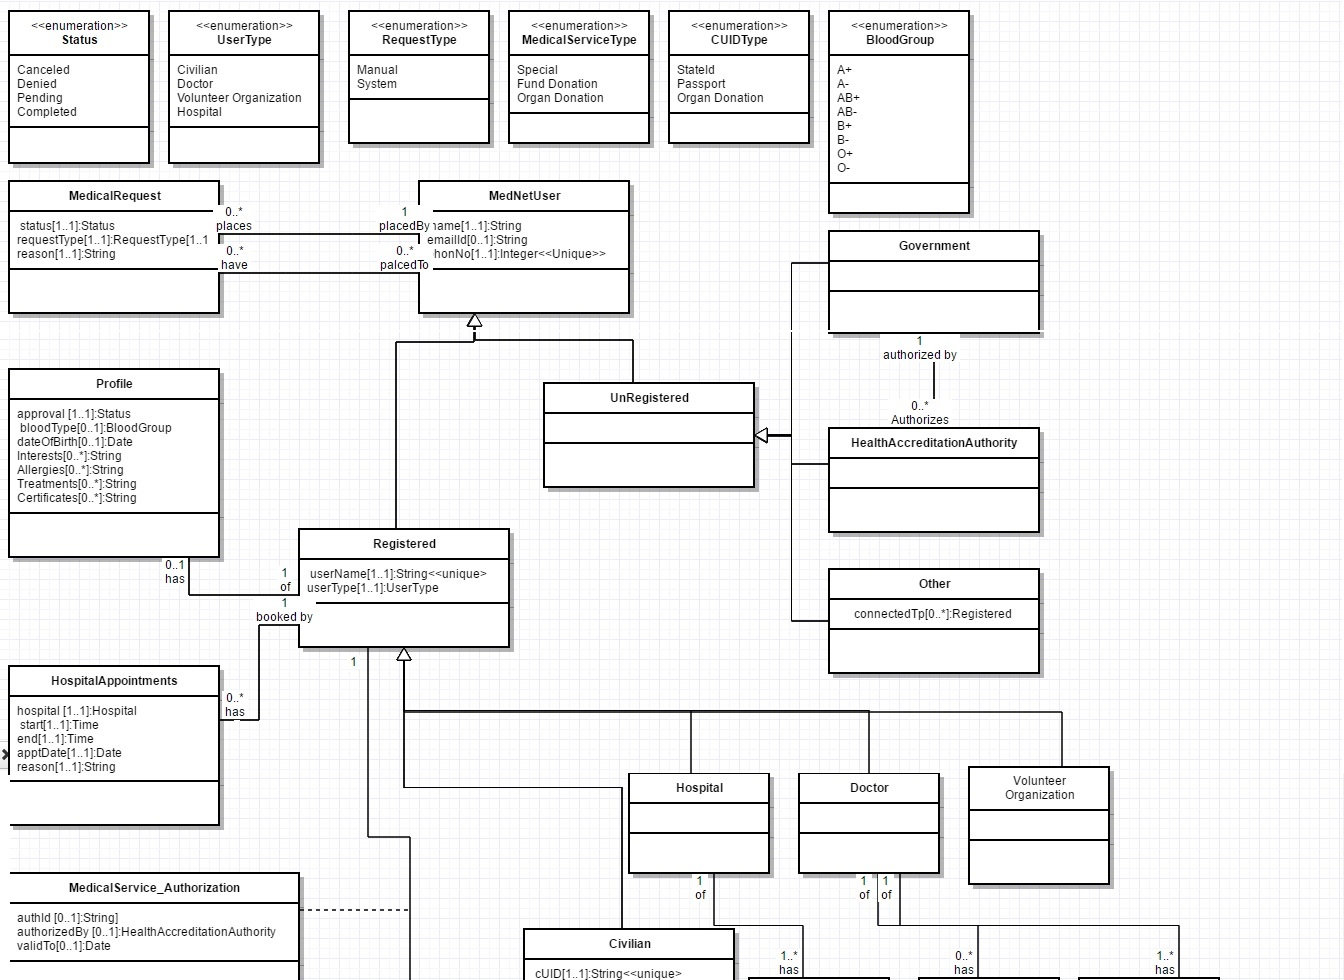 <<enumeration>>
Status
Canceled
Denied
Pending
Completed
<<enumeration>>
UserType
Civilian
Doctor
Volunteer Organization
Hospital
<<enumeration>>
RequestType
Manual
System
<<enumeration>>
MedicalServiceType
Special
Fund Donation
Organ Donation
<<enumeration>>
CUIDType
StateId
Passport
Organ Donation
<<enumeration>>
BloodGroup
A+
A-
AB+
AB-
B+
B-
O+
O-
MedicalRequest
status[1..1]:Status
requestType[1..1]:RequestType[1..1
reason[1..1]:String
0..*
places
1
placedBy
0..*
have
0..*
palcedTo
MedNetUser
name[1..1]:String
emailId[0..1]:String
honNo[1..1]:Integer<<Unique>>
Government
1
authorized by
0..*
Authorizes
HealthAccreditationAuthority
Profile
approval [1..1]:Status
bloodType[0..1]:BloodGroup
dateOfBirth[0..1]:Date
Interests[0..*]:String
Allergies[0..*]:String
Treatments[0..*]:String
Certificates[0..*]:String
UnRegistered
0..1
has
1
of
Registered
userName[1..1]:String<<unique>
userType[1..1]:UserType
1
booked by
1
Other
connectedTp[0..*]:Registered
HospitalAppointments
hospital [1..1]:Hospital
start[1..1]:Time
end[1..1]:Time
apptDate[1..1]:Date
reason[1..1]:String
0..*
has
Hospital
Doctor
Volunteer
Organization
MedicalService_Authorization
authId [0..1]:String]
authorizedBy [0..1]:HealthAccreditationAuthority
validTo[0..1]:Date
1
of
1
of
1
of
Civilian
cUID[1..1]:String<<unique>
1..*
has
0..*
has
1..*
has